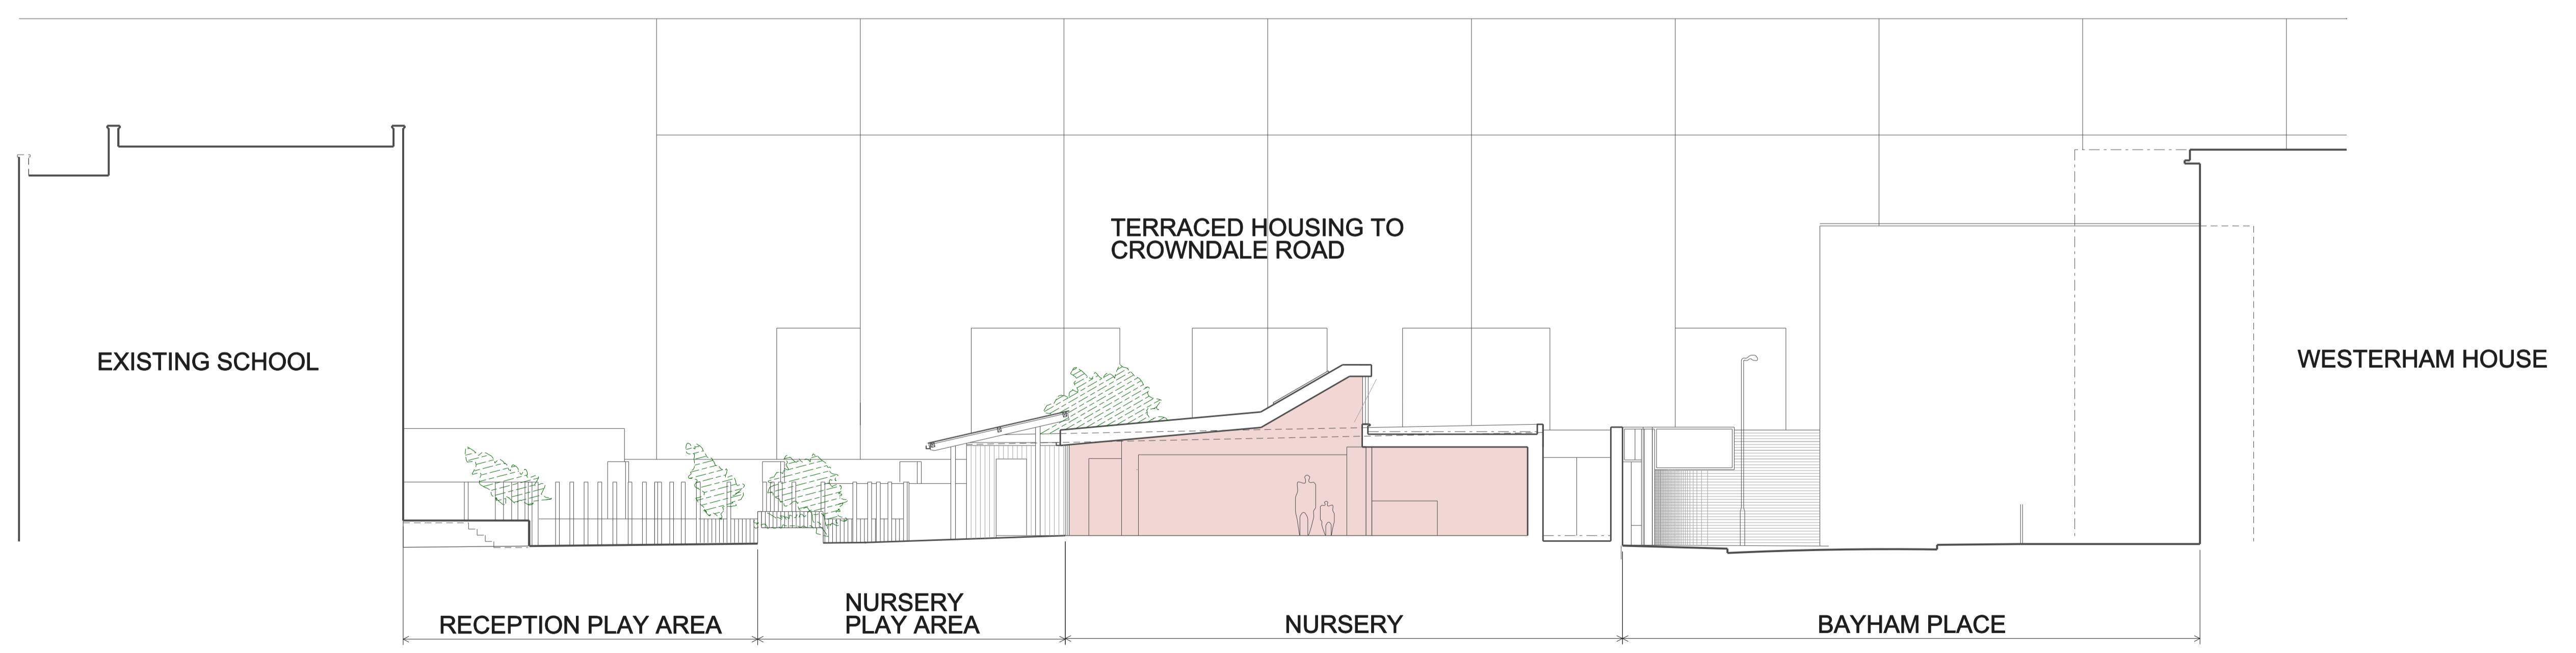 TERRACED HOUSING TO
CROWNDALE ROAD
EXISTING SCHOOL
WESTERHAM HOUSE
RECEPTION PLAY AREA
NURSERY
PLAY AREA
NURSERY
BAYHAM PLACE